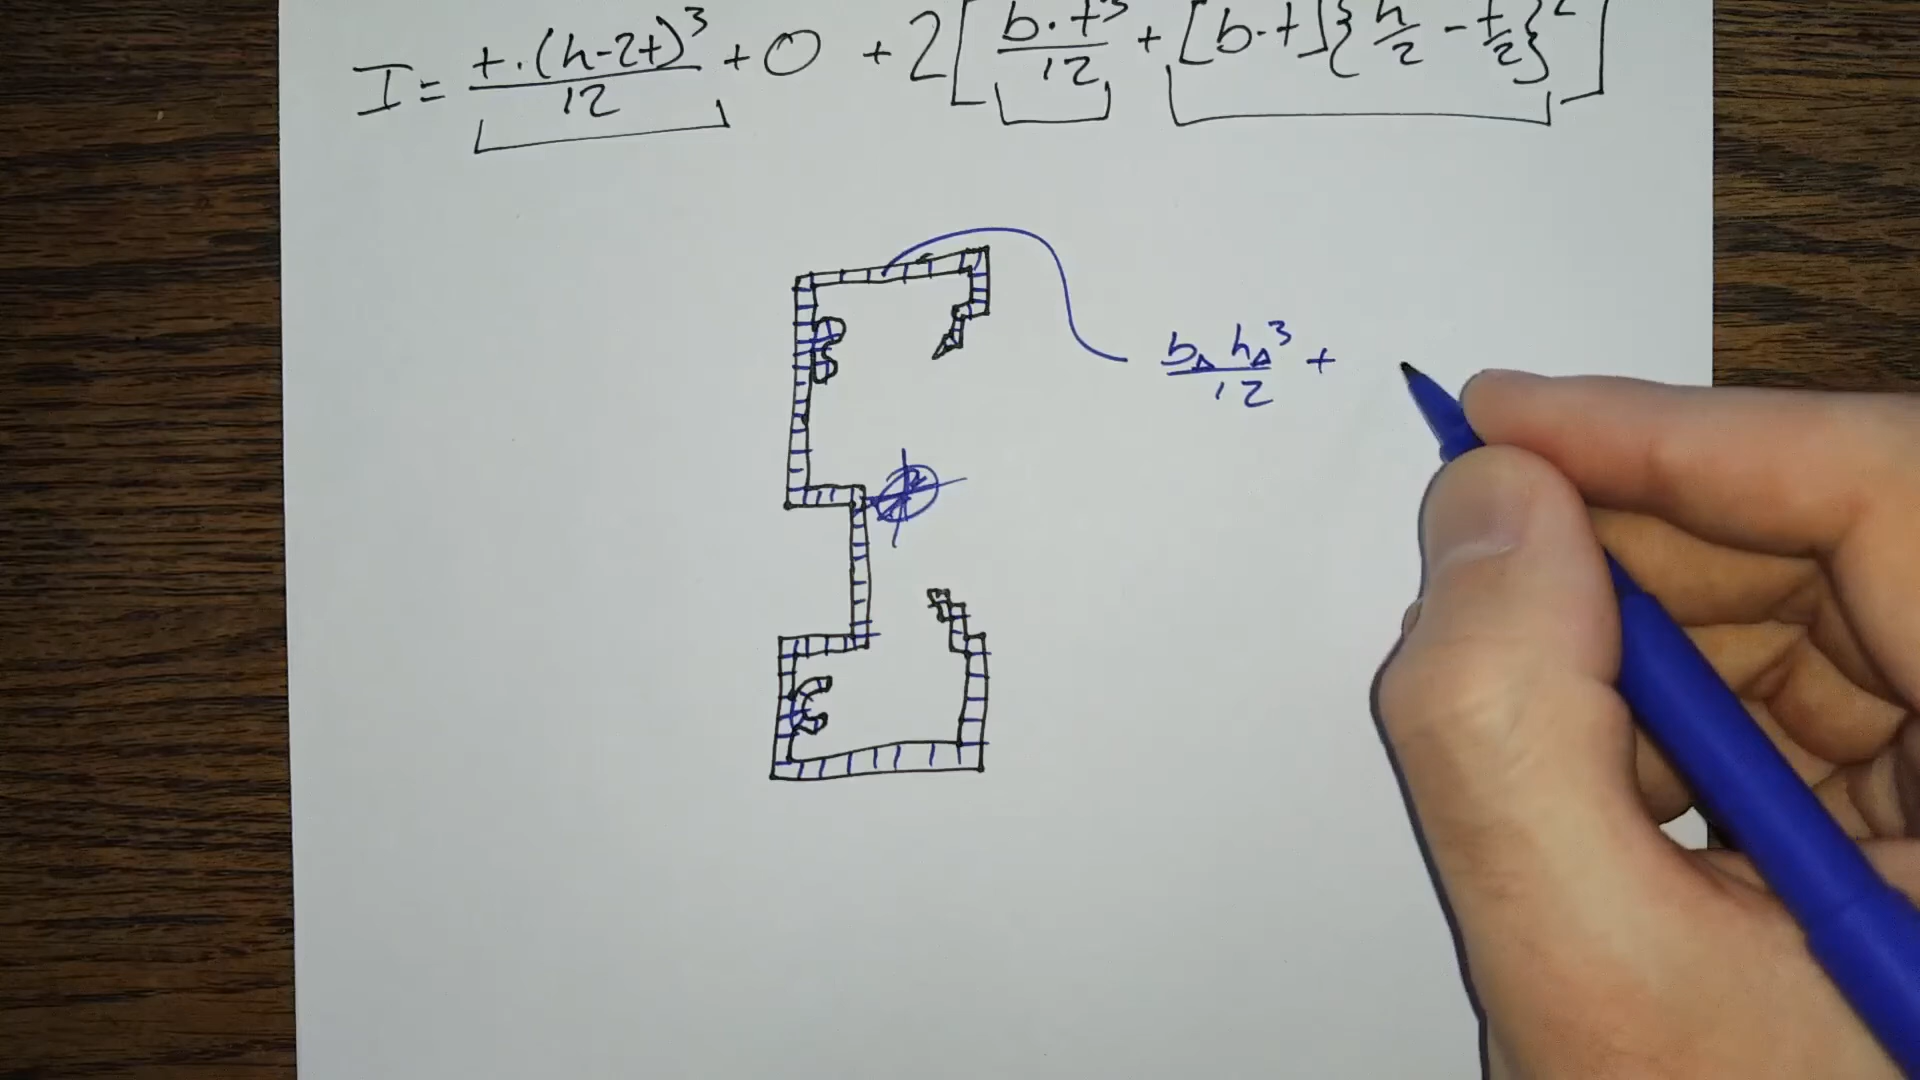 I = t·(h-2t)³/12 + 0 + 2[b·t³/12 + [b·t]{h/2 - t/2}²]
b△ h△³/12 +